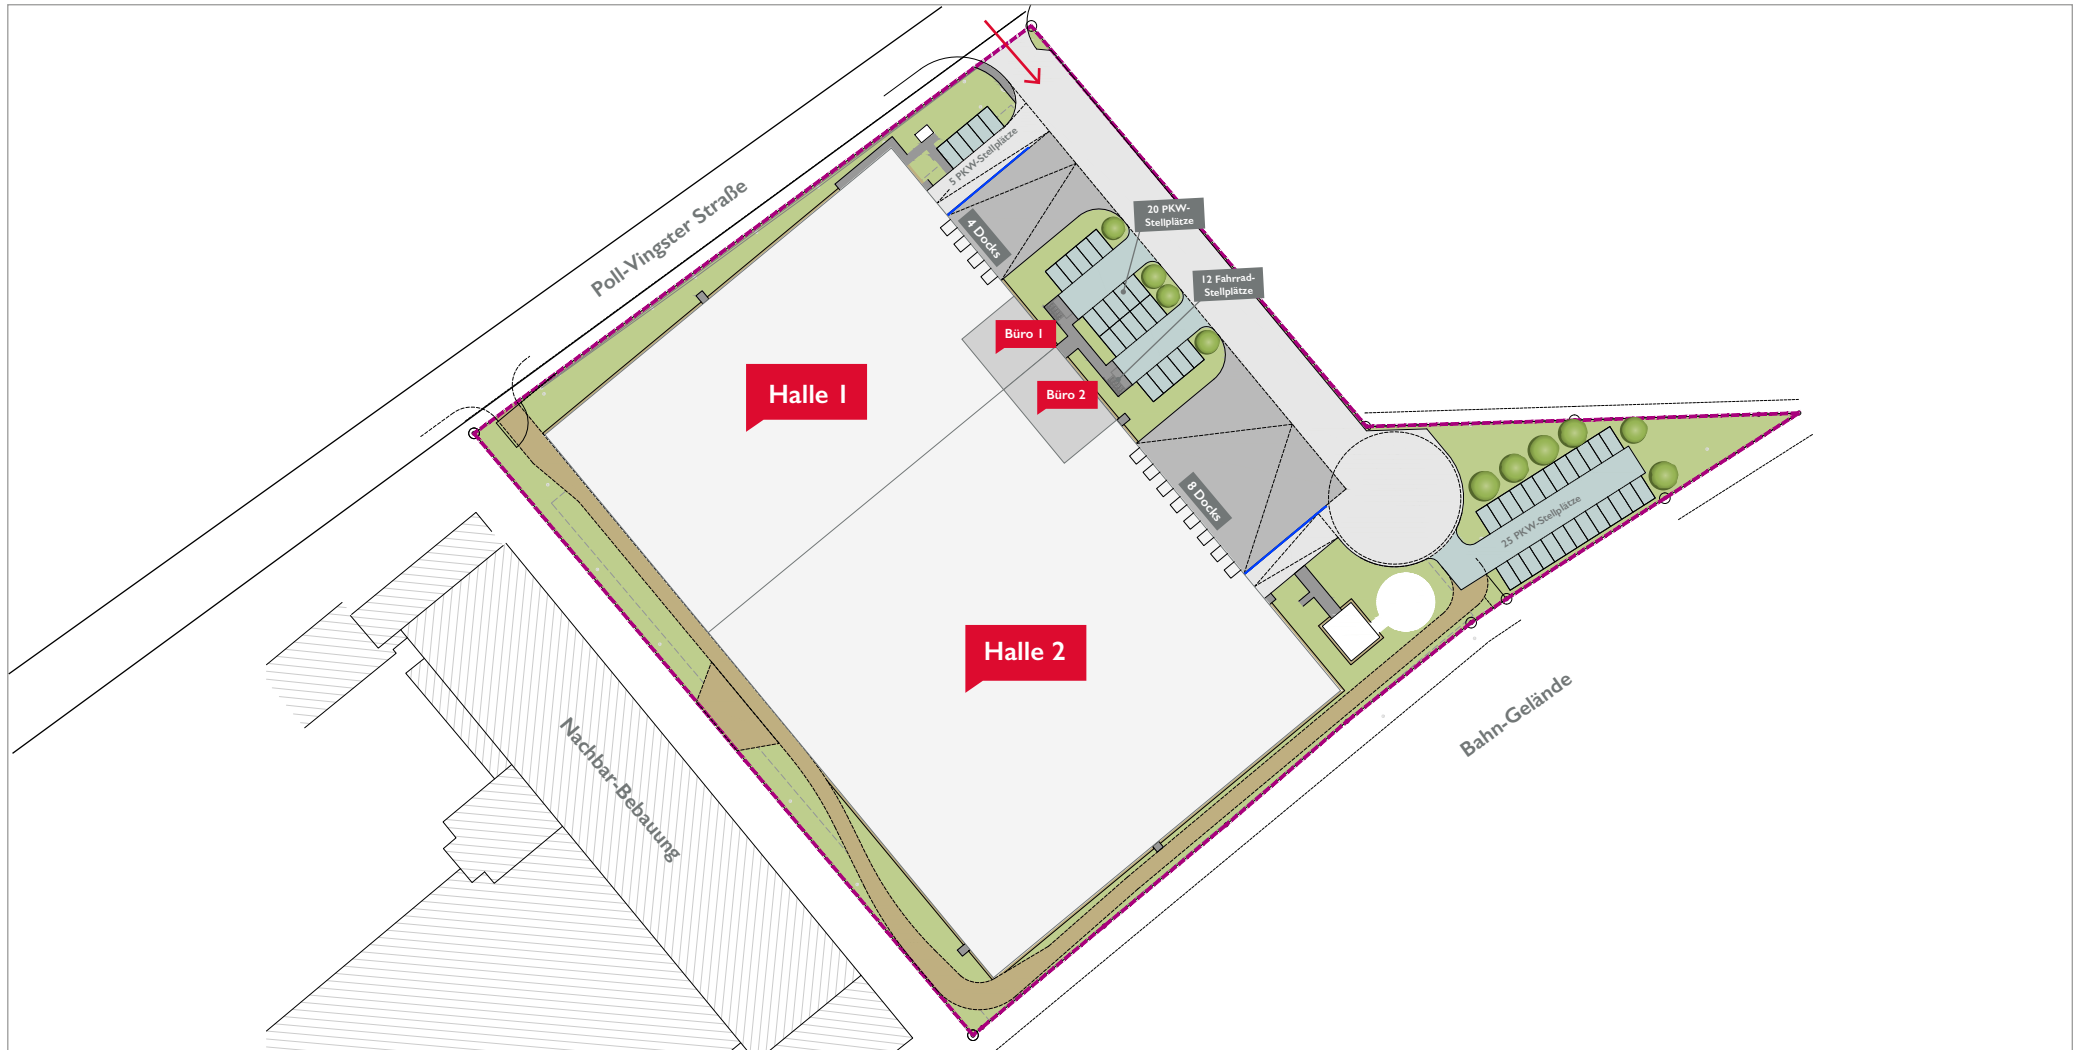 5 PKW-Stellplätze
Poll-Vingster Straße
20 PKW-
Stellplätze
4 Docks
12 Fahrrad-
Stellplätze
Büro 1
Halle 1
Büro 2
8 Docks
25 PKW-Stellplätze
Halle 2
Bahn-Gelände
Nachbar-Bebauung